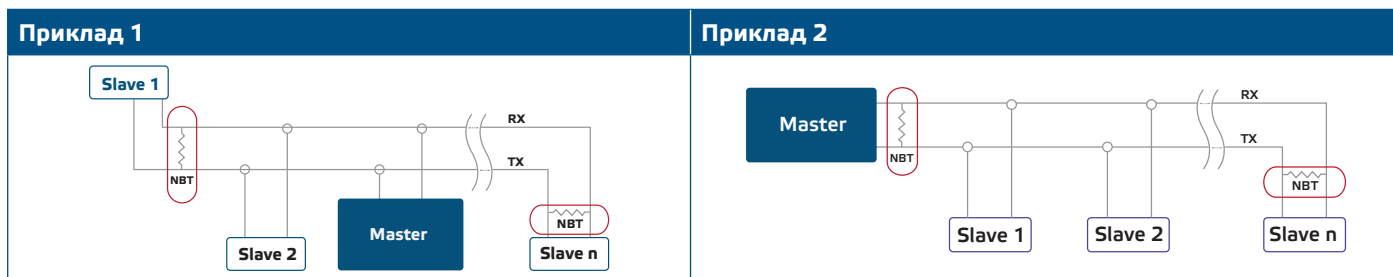 Приклад 1
Slave 1
RX
TX
NBT
NBT
Slave 2
Master
Slave n
Приклад 2
RX
Master
TX
NBT
NBT
Slave 1
Slave 2
Slave n